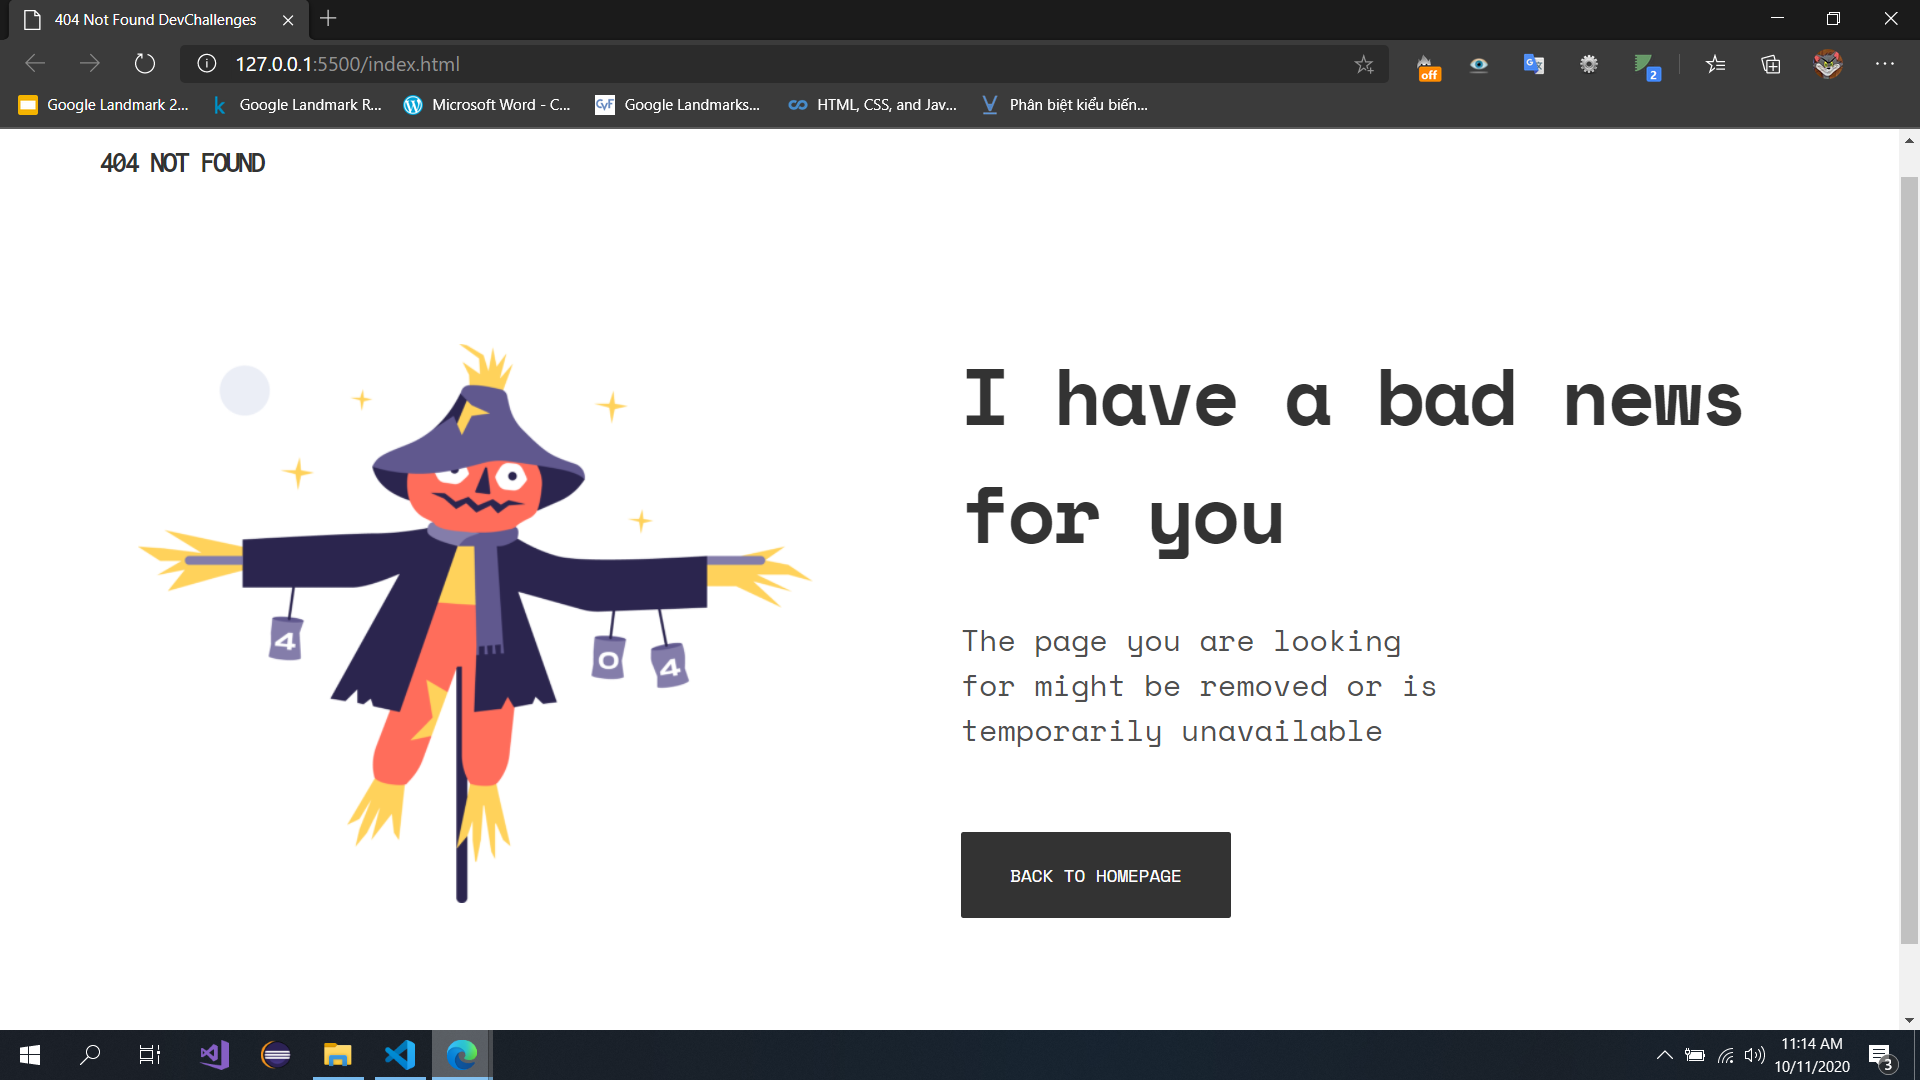 404 Not Found DevChallenges
127.0.0.1:5500/index.html
off
2
Google Landmark 2...
Google Landmark R...
Microsoft Word - C...
Google Landmarks...
HTML, CSS, and Jav...
Phân biệt kiểu biến...
404 NOT FOUND
I have a bad news
for you
4
0
4
The page you are looking
for might be removed or is
temporarily unavailable
BACK TO HOMEPAGE
11:14 AM
10/11/2020
3